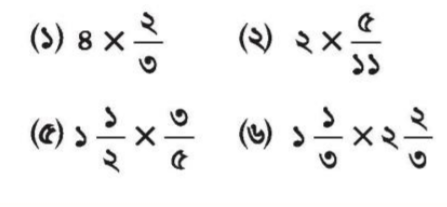 (১) ৪ × ২/৩ (২) ২ × ৫/১১
(৫) ১ ১/২ × ৩/৫ (৬) ১ ১/৩ × ২ ২/৩